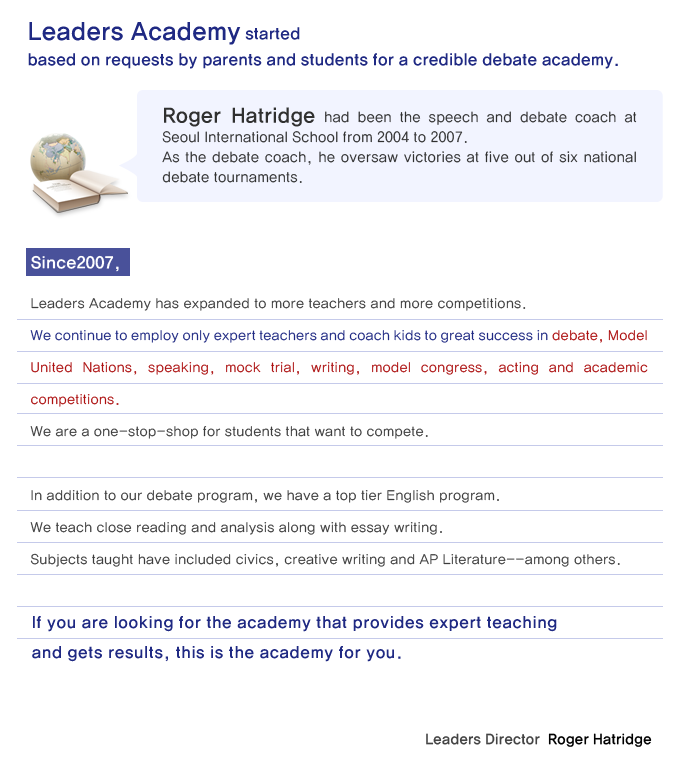 Leaders Academy started
based on requests by parents and students for a credible debate academy.
Roger Hatridge had been the speech and debate coach at
Seoul International School from 2004 to 2007.
As the debate coach, he oversaw victories at five out of six national
debate tournaments.
Since2007,
Leaders Academy has expanded to more teachers and more competitions.
We continue to employ only expert teachers and coach kids to great success in debate, Model
United Nations, speaking, mock trial, writing, model congress, acting and academic
competitions.
We are a one-stop-shop for students that want to compete.
In addition to our debate program, we have a top tier English program.
We teach close reading and analysis along with essay writing.
Subjects taught have included civics, creative writing and AP Literature--among others.
If you are looking for the academy that provides expert teaching
and gets results, this is the academy for you.
Leaders Director Roger Hatridge